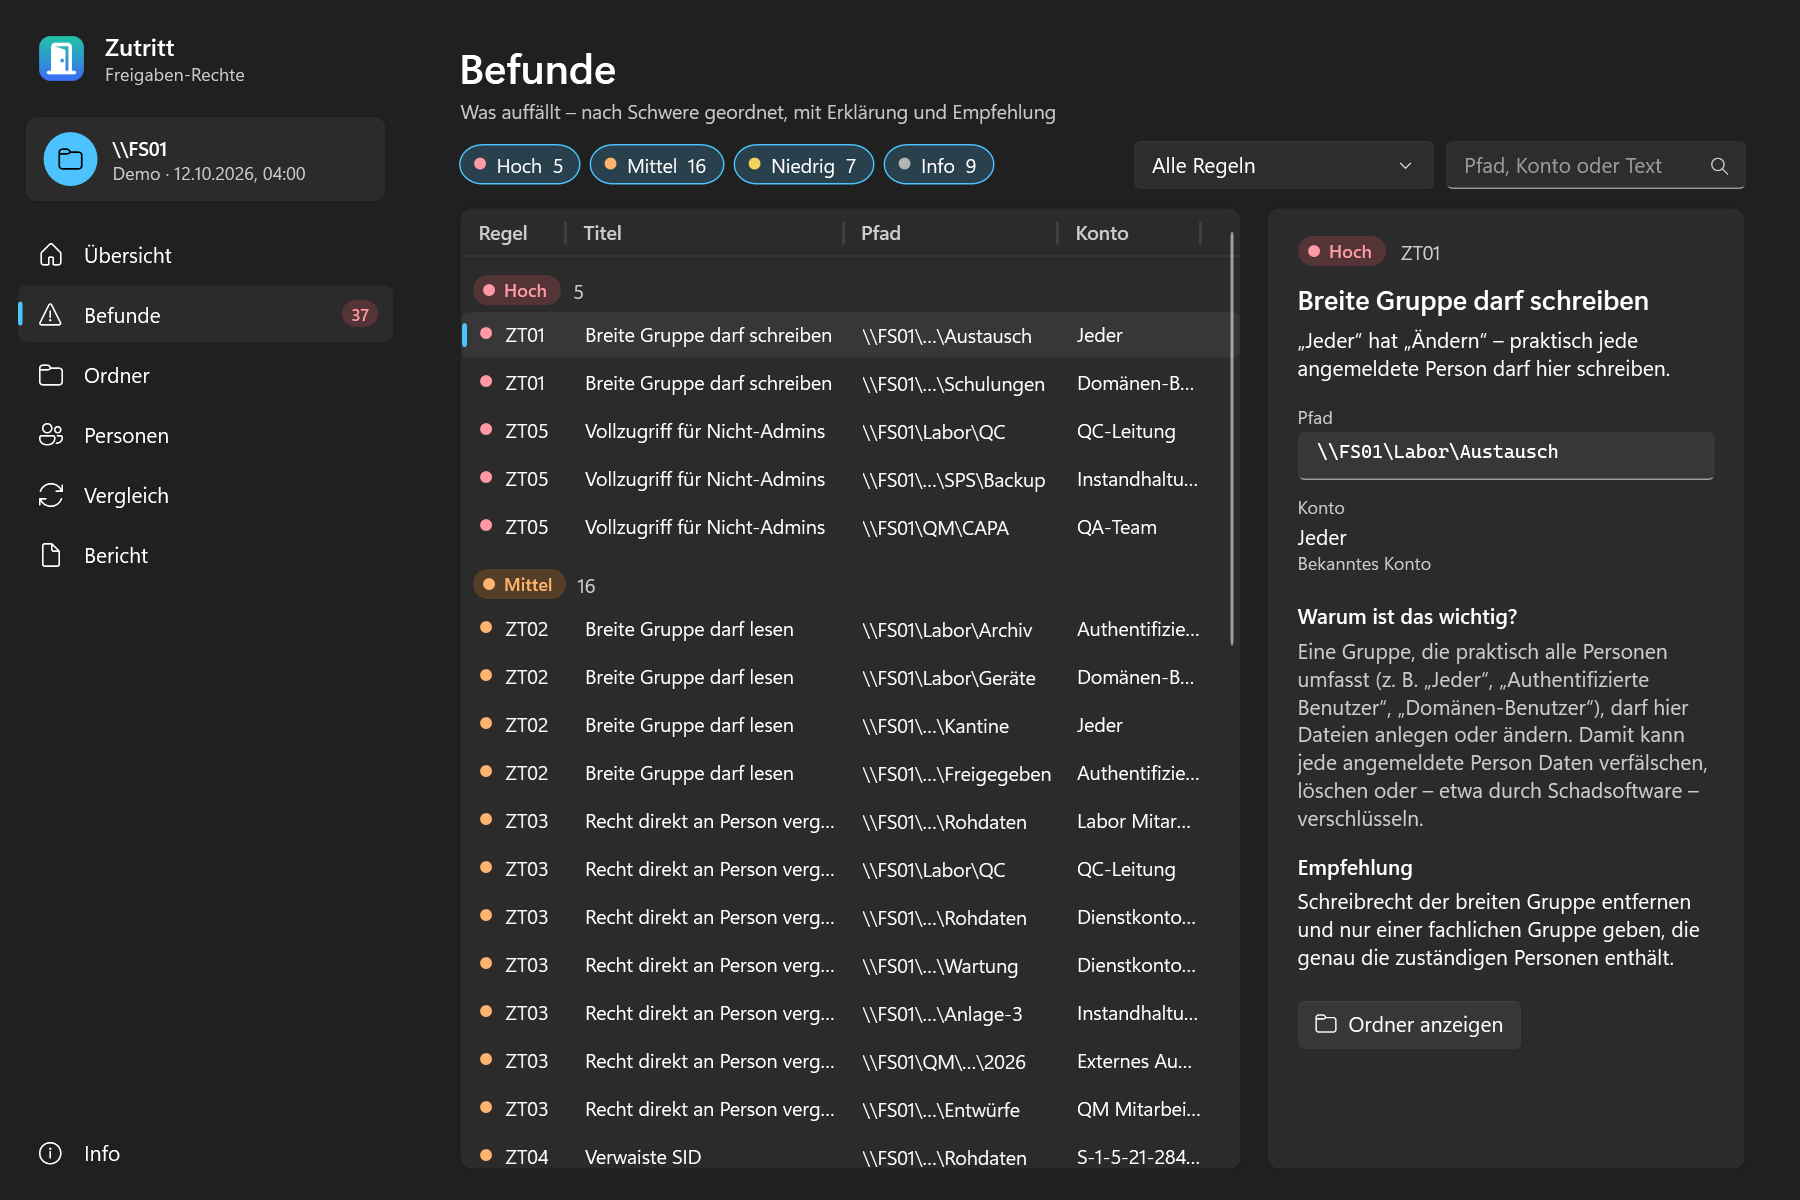 Zutritt
Freigaben-Rechte
\\FS01
Demo · 12.10.2026, 04:00
Übersicht
Befunde 37
Ordner
Personen
Vergleich
Bericht
Info
Befunde
Was auffällt – nach Schwere geordnet, mit Erklärung und Empfehlung
Hoch 5 Mittel 16 Niedrig 7 Info 9 Alle Regeln Pfad, Konto oder Text
Regel Titel Pfad Konto
Hoch 5
ZT01 Breite Gruppe darf schreiben \\FS01\...\Austausch Jeder
ZT01 Breite Gruppe darf schreiben \\FS01\...\Schulungen Domänen-B...
ZT05 Vollzugriff für Nicht-Admins \\FS01\Labor\QC QC-Leitung
ZT05 Vollzugriff für Nicht-Admins \\FS01\...\SPS\Backup Instandhaltu...
ZT05 Vollzugriff für Nicht-Admins \\FS01\QM\CAPA QA-Team
Mittel 16
ZT02 Breite Gruppe darf lesen \\FS01\Labor\Archiv Authentifizie...
ZT02 Breite Gruppe darf lesen \\FS01\Labor\Geräte Domänen-B...
ZT02 Breite Gruppe darf lesen \\FS01\...\Kantine Jeder
ZT02 Breite Gruppe darf lesen \\FS01\...\Freigegeben Authentifizie...
ZT03 Recht direkt an Person verg... \\FS01\...\Rohdaten Labor Mitar...
ZT03 Recht direkt an Person verg... \\FS01\Labor\QC QC-Leitung
ZT03 Recht direkt an Person verg... \\FS01\...\Rohdaten Dienstkonto...
ZT03 Recht direkt an Person verg... \\FS01\...\Wartung Dienstkonto...
ZT03 Recht direkt an Person verg... \\FS01\...\Anlage-3 Instandhaltu...
ZT03 Recht direkt an Person verg... \\FS01\QM\...\2026 Externes Au...
ZT03 Recht direkt an Person verg... \\FS01\...\Entwürfe QM Mitarbei...
ZT04 Verwaiste SID \\FS01\...\Rohdaten S-1-5-21-284...
Hoch ZT01
Breite Gruppe darf schreiben
„Jeder“ hat „Ändern“ – praktisch jede
angemeldete Person darf hier schreiben.
Pfad
\\FS01\Labor\Austausch
Konto
Jeder
Bekanntes Konto
Warum ist das wichtig?
Eine Gruppe, die praktisch alle Personen
umfasst (z. B. „Jeder“, „Authentifizierte
Benutzer“, „Domänen-Benutzer“), darf hier
Dateien anlegen oder ändern. Damit kann
jede angemeldete Person Daten verfälschen,
löschen oder – etwa durch Schadsoftware –
verschlüsseln.
Empfehlung
Schreibrecht der breiten Gruppe entfernen
und nur einer fachlichen Gruppe geben, die
genau die zuständigen Personen enthält.
Ordner anzeigen